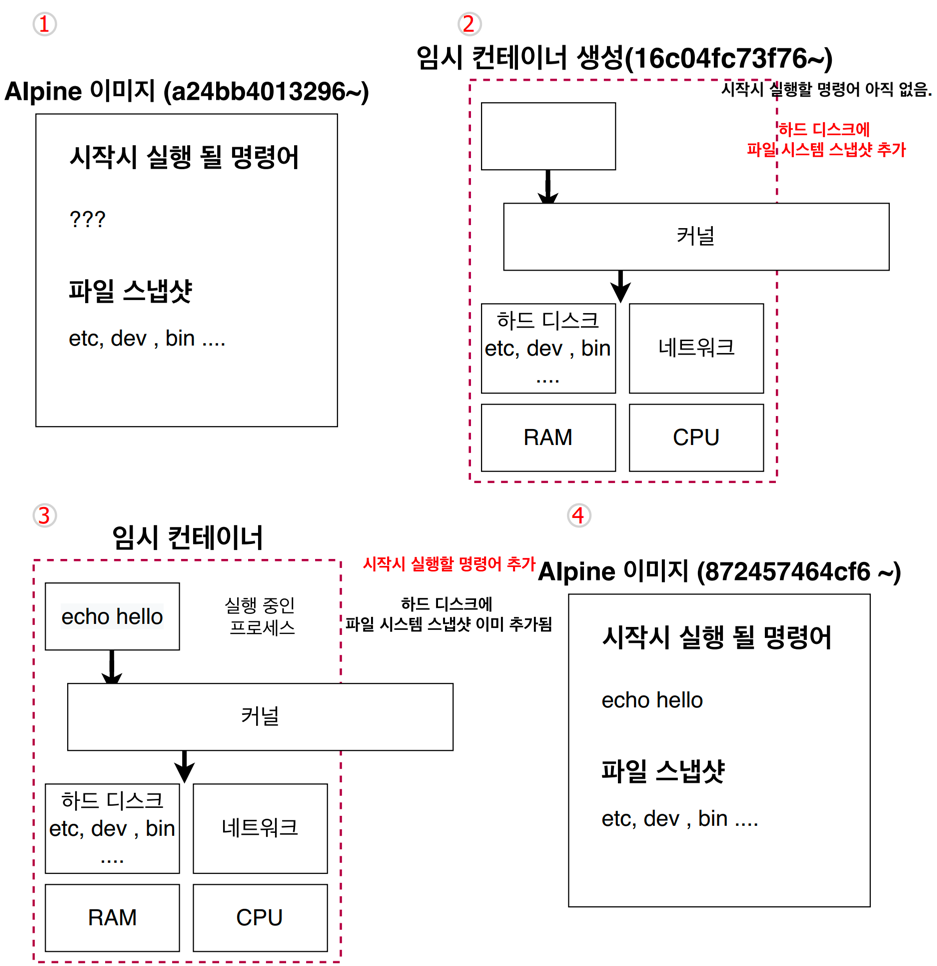 ①
Alpine 이미지 (a24bb4013296~)
시작시 실행 될 명령어
???
파일 스냅샷
etc, dev , bin ....
②
임시 컨테이너 생성(16c04fc73f76~)
시작시 실행할 명령어 아직 없음.
하드 디스크에
파일 시스템 스냅샷 추가
커널
하드 디스크
etc, dev , bin
....
네트워크
RAM
CPU
③
임시 컨테이너
시작시 실행할 명령어 추가
하드 디스크에
파일 시스템 스냅샷 이미 추가됨
echo hello
실행 중인
프로세스
커널
하드 디스크
etc, dev , bin
....
네트워크
RAM
CPU
④
Alpine 이미지 (872457464cf6 ~)
시작시 실행 될 명령어
echo hello
파일 스냅샷
etc, dev , bin ....